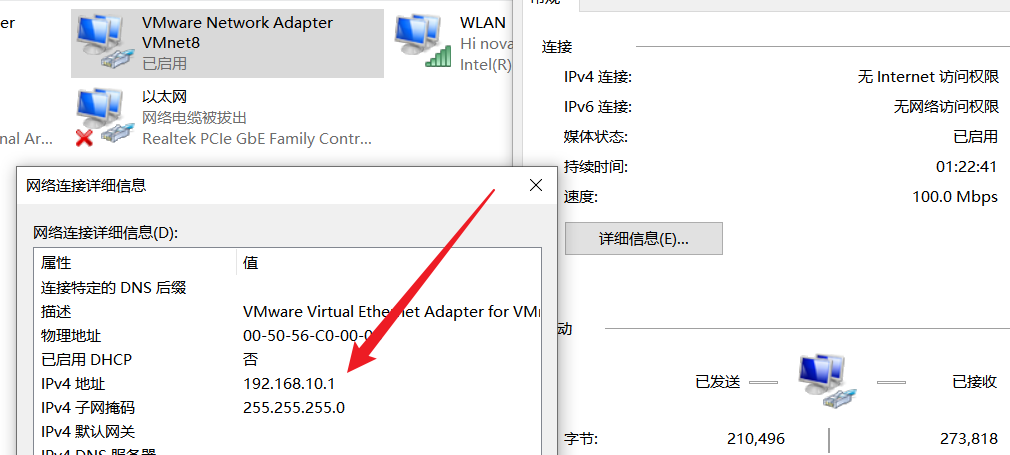 er
VMware Network Adapter
VMnet8
已启用
WLAN
Hi nova
Intel(R)
以太网
网络电缆被拔出
nal Ar...
Realtek PCIe GbE Family Contr...
网络连接详细信息
网络连接详细信息(D):
属性 值
连接特定的 DNS 后缀
描述 VMware Virtual Ethernet Adapter for VMn
物理地址 00-50-56-C0-00-0
已启用 DHCP 否
IPv4 地址 192.168.10.1
IPv4 子网掩码 255.255.255.0
IPv4 默认网关
IPv4 DNS 服务器
常规
连接
IPv4 连接: 无 Internet 访问权限
IPv6 连接: 无网络访问权限
媒体状态: 已启用
持续时间: 01:22:41
速度: 100.0 Mbps
详细信息(E)...
动
已发送 已接收
字节: 210,496 273,818